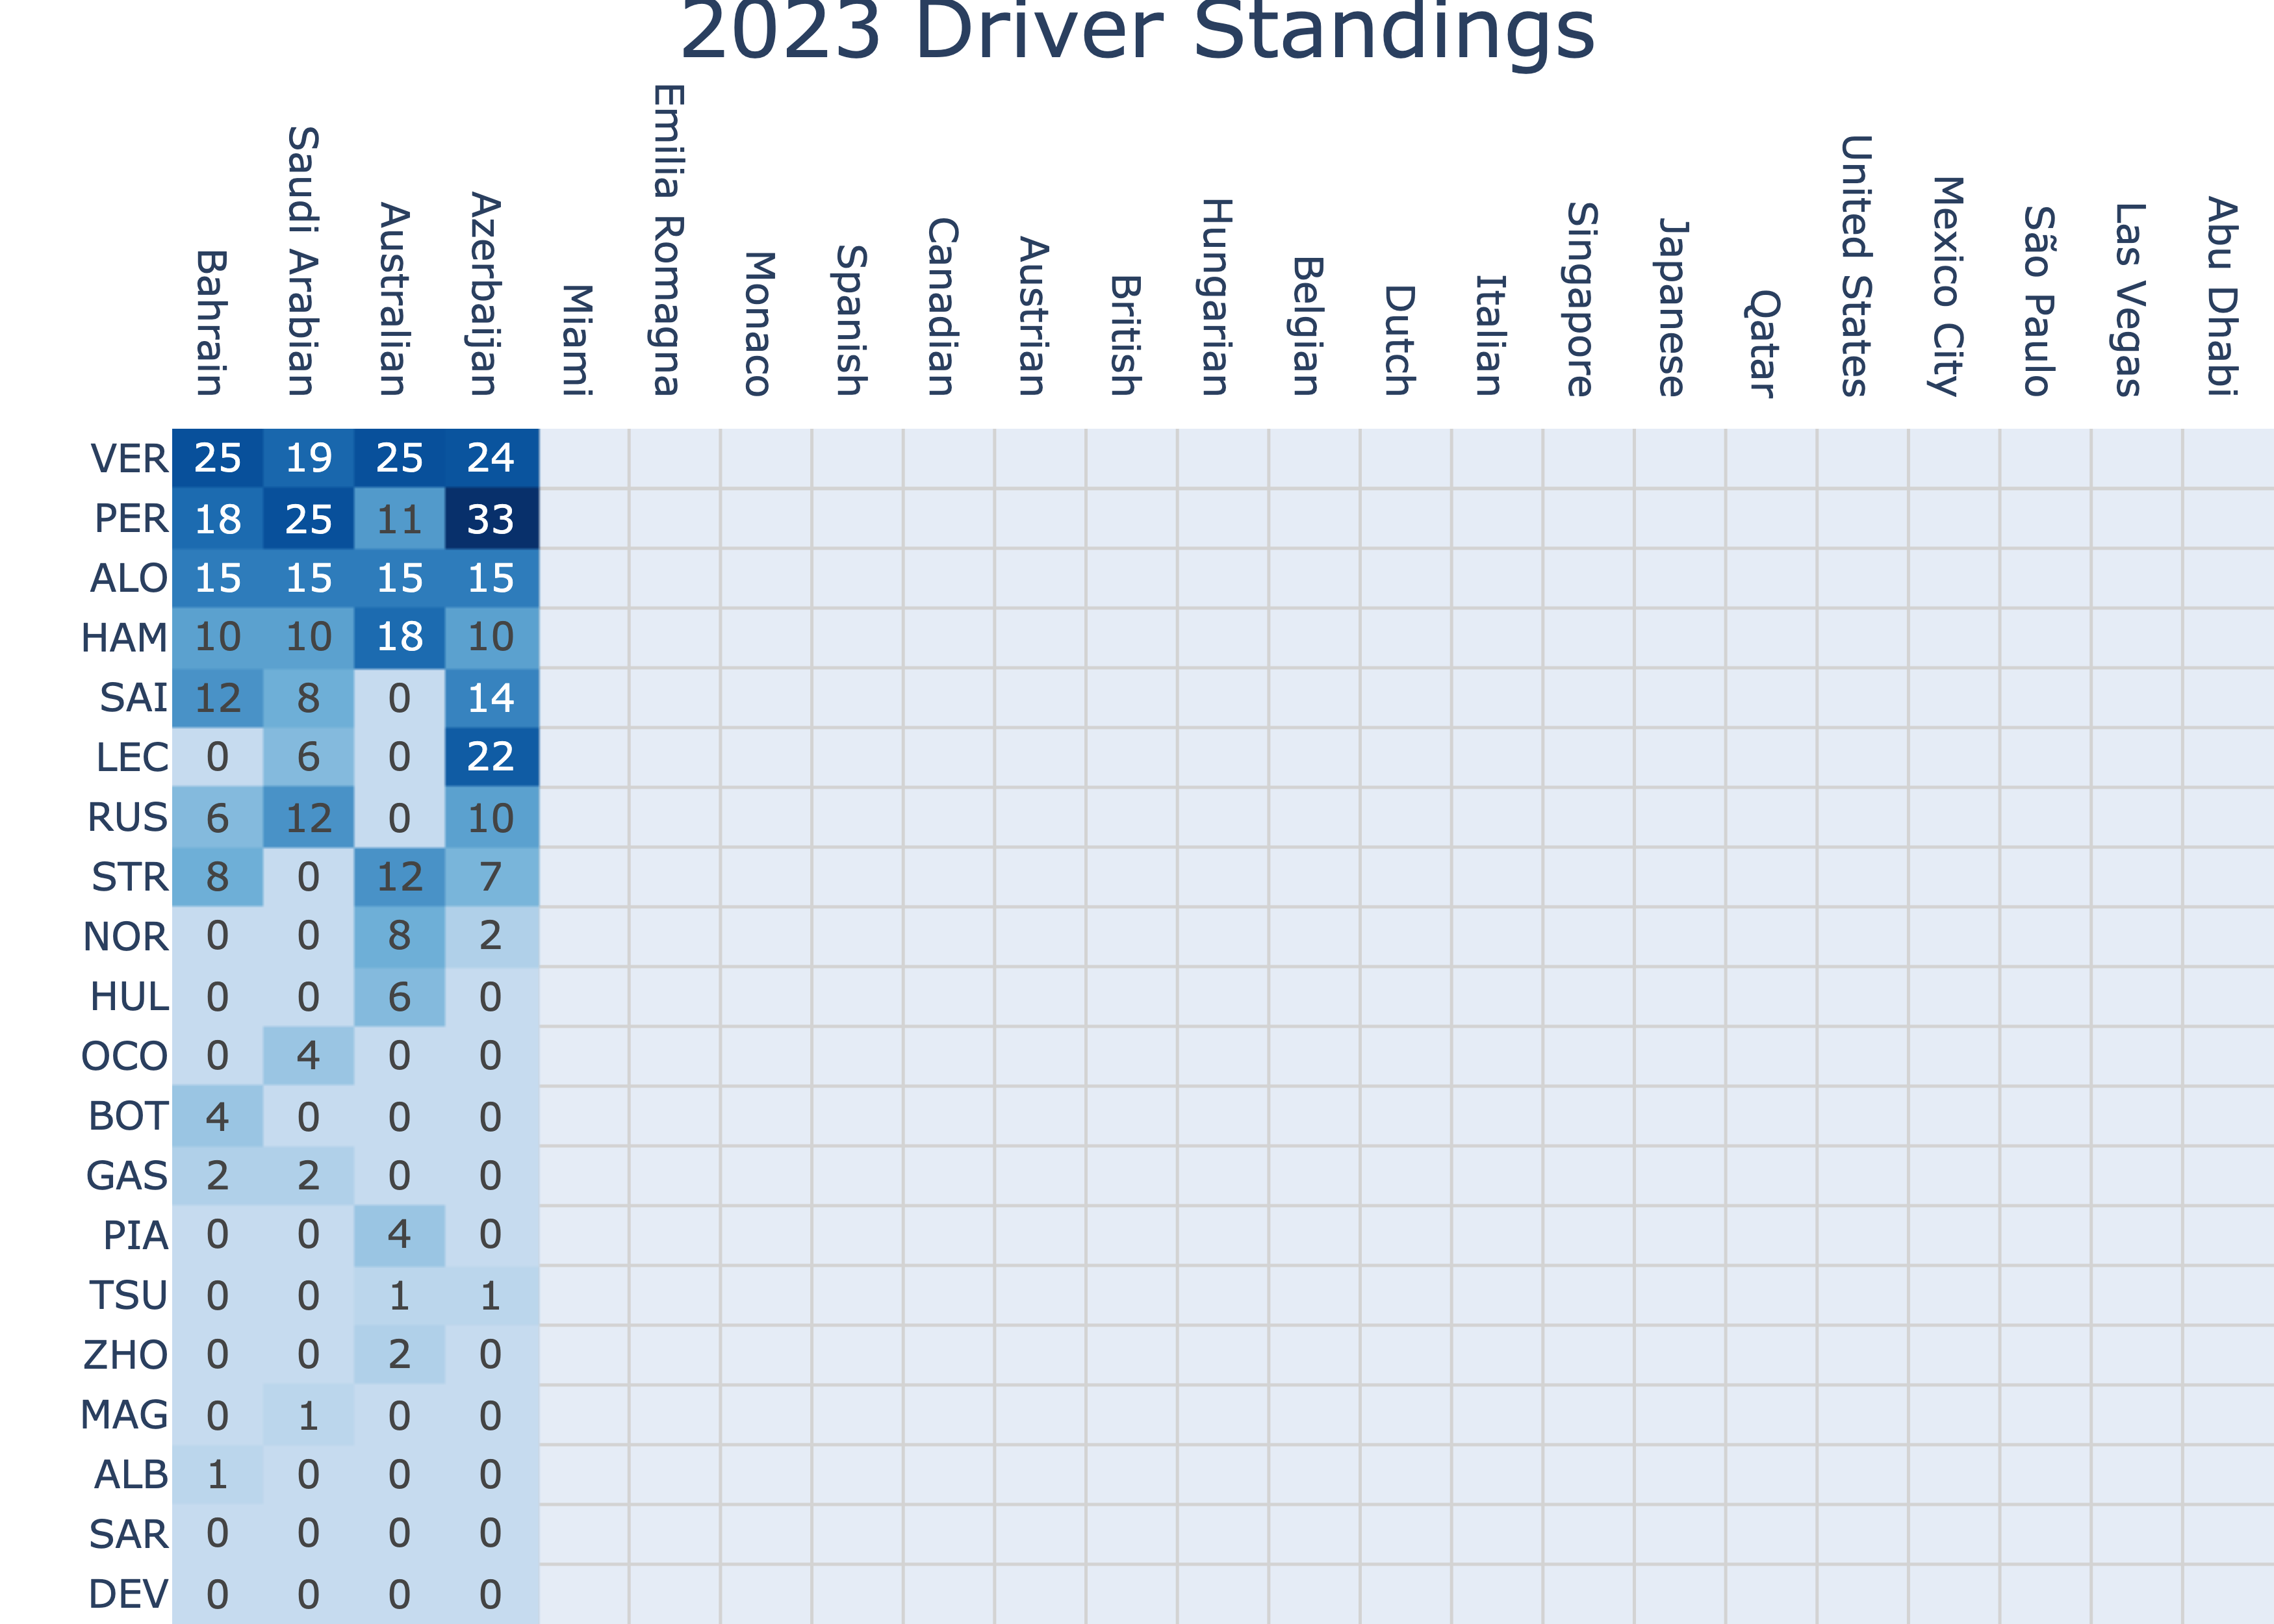 2023 Driver Standings
Bahrain Saudi Arabian Australian Azerbaijan Miami Emilia Romagna Monaco Spanish Canadian Austrian British Hungarian Belgian Dutch Italian Singapore Japanese Qatar United States Mexico City São Paulo Las Vegas Abu Dhabi
VER 25 19 25 24
PER 18 25 11 33
ALO 15 15 15 15
HAM 10 10 18 10
SAI 12 8 0 14
LEC 0 6 0 22
RUS 6 12 0 10
STR 8 0 12 7
NOR 0 0 8 2
HUL 0 0 6 0
OCO 0 4 0 0
BOT 4 0 0 0
GAS 2 2 0 0
PIA 0 0 4 0
TSU 0 0 1 1
ZHO 0 0 2 0
MAG 0 1 0 0
ALB 1 0 0 0
SAR 0 0 0 0
DEV 0 0 0 0